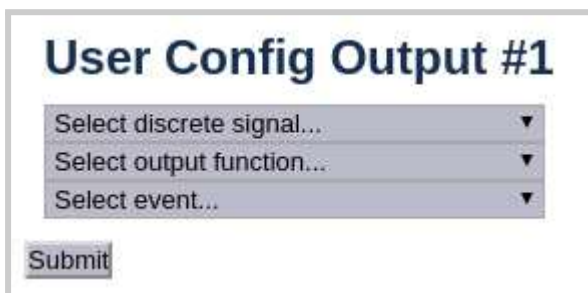 User Config Output #1
Select discrete signal...
Select output function...
Select event...
Submit